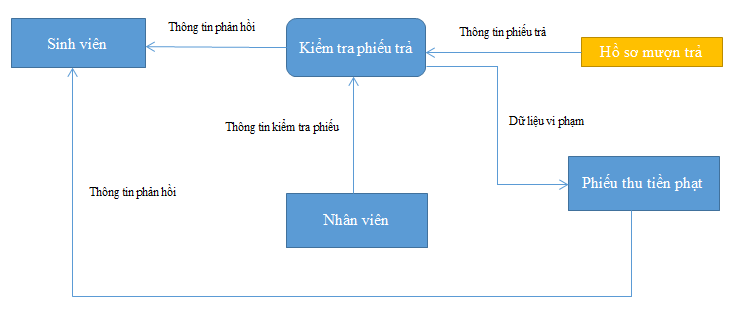 Thông tin phản hồi
Sinh viên
Kiểm tra phiếu trả
Thông tin phiếu trả
Hồ sơ mượn trả
Thông tin kiểm tra phiếu
Dữ liệu vi phạm
Thông tin phản hồi
Nhân viên
Phiếu thu tiền phạt